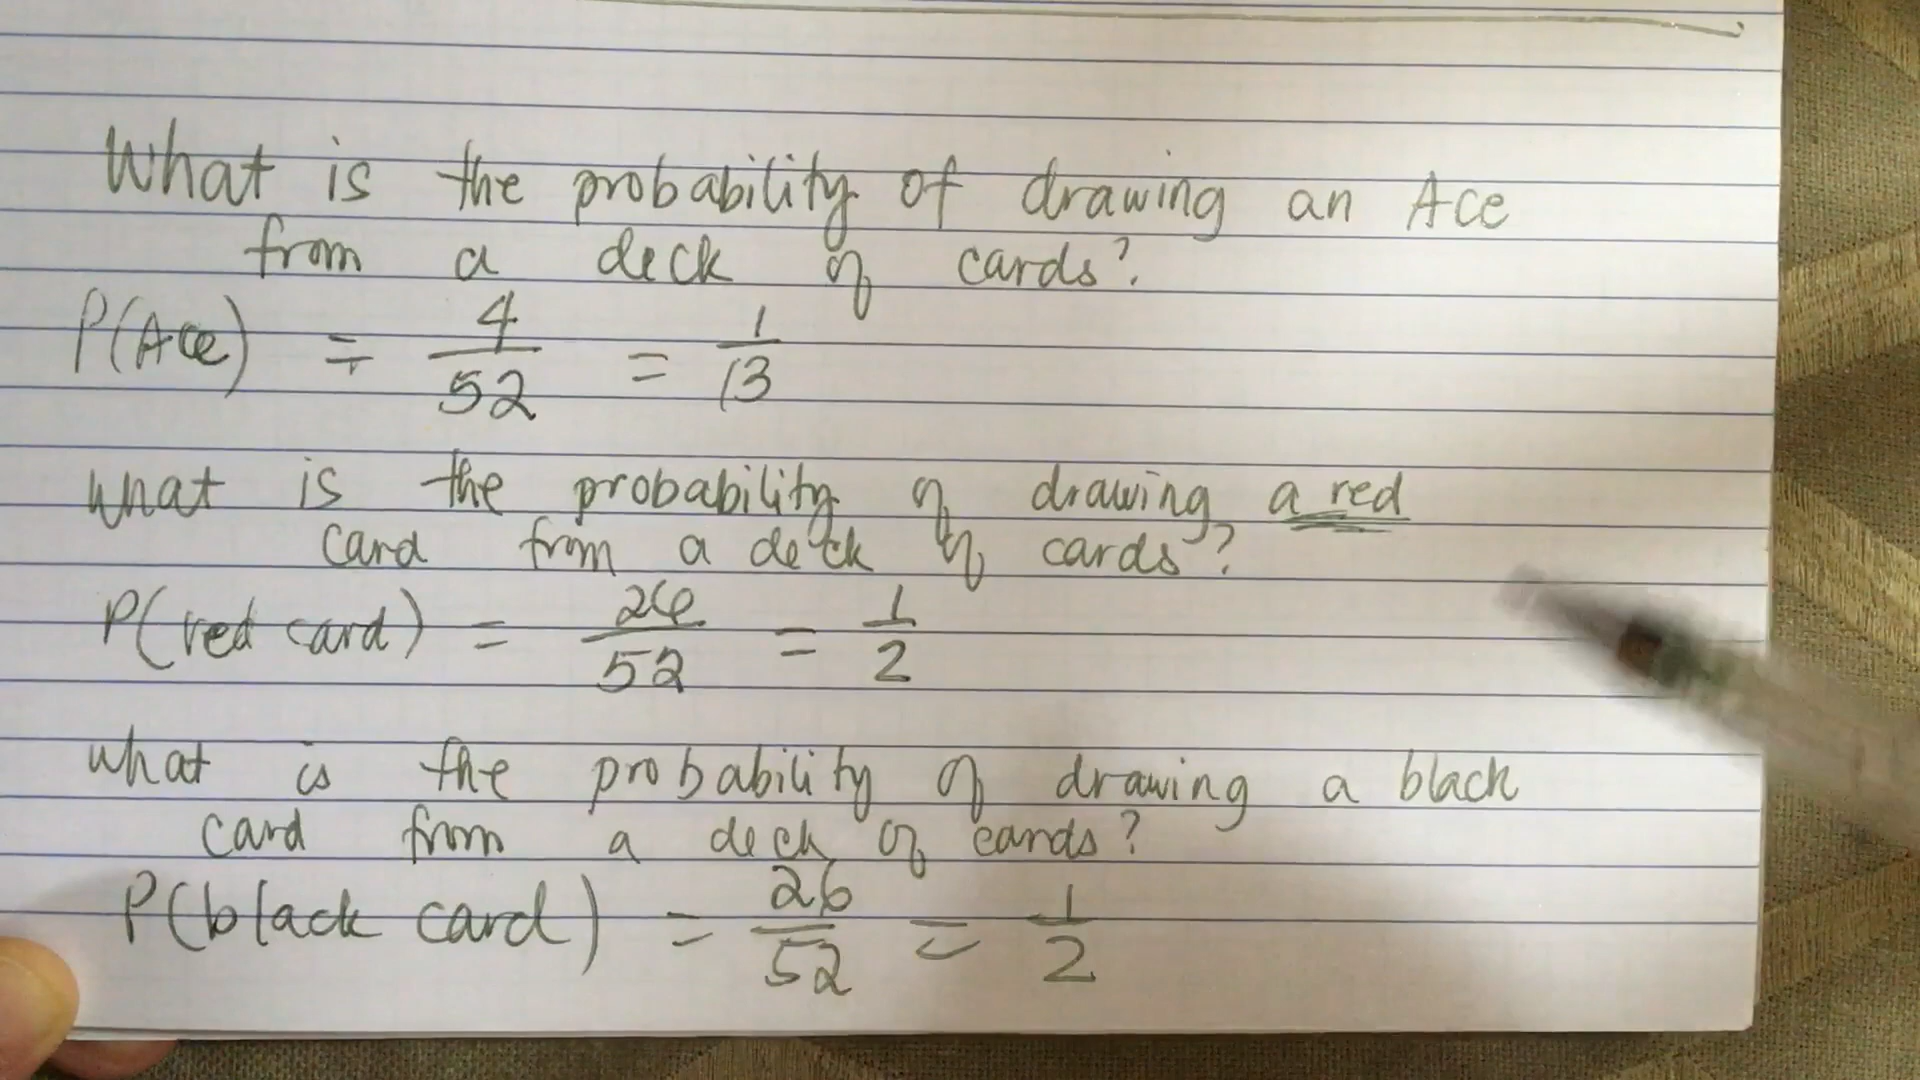 What is the probability of drawing an Ace
from a deck of cards?
P(Ace) = 4/52 = 1/13
What is the probability of drawing a red
card from a deck of cards?
P(red card) = 26/52 = 1/2
What is the probability of drawing a black
card from a deck of cards?
P(black card) = 26/52 = 1/2